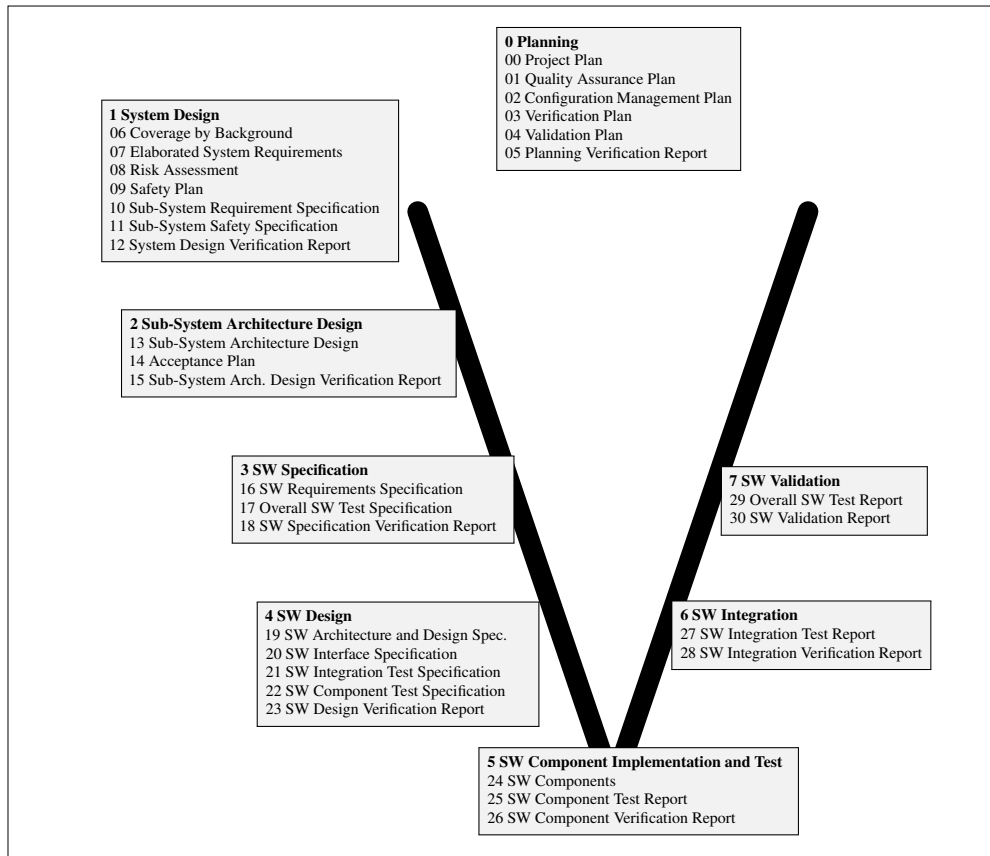 0 Planning
00 Project Plan
01 Quality Assurance Plan
02 Configuration Management Plan
03 Verification Plan
04 Validation Plan
05 Planning Verification Report
1 System Design
06 Coverage by Background
07 Elaborated System Requirements
08 Risk Assessment
09 Safety Plan
10 Sub-System Requirement Specification
11 Sub-System Safety Specification
12 System Design Verification Report
2 Sub-System Architecture Design
13 Sub-System Architecture Design
14 Acceptance Plan
15 Sub-System Arch. Design Verification Report
3 SW Specification
16 SW Requirements Specification
17 Overall SW Test Specification
18 SW Specification Verification Report
7 SW Validation
29 Overall SW Test Report
30 SW Validation Report
4 SW Design
19 SW Architecture and Design Spec.
20 SW Interface Specification
21 SW Integration Test Specification
22 SW Component Test Specification
23 SW Design Verification Report
6 SW Integration
27 SW Integration Test Report
28 SW Integration Verification Report
5 SW Component Implementation and Test
24 SW Components
25 SW Component Test Report
26 SW Component Verification Report